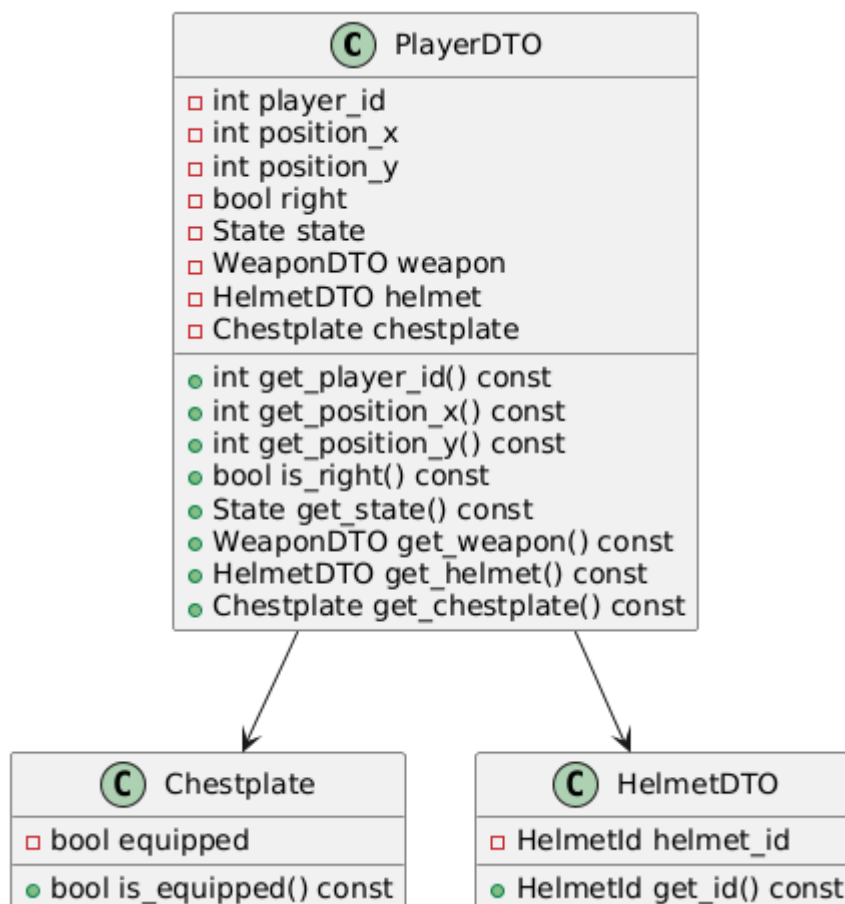 C PlayerDTO
int player_id
int position_x
int position_y
bool right
State state
WeaponDTO weapon
HelmetDTO helmet
Chestplate chestplate
int get_player_id() const
int get_position_x() const
int get_position_y() const
bool is_right() const
State get_state() const
WeaponDTO get_weapon() const
HelmetDTO get_helmet() const
Chestplate get_chestplate() const
C Chestplate
bool equipped
bool is_equipped() const
C HelmetDTO
HelmetId helmet_id
HelmetId get_id() const